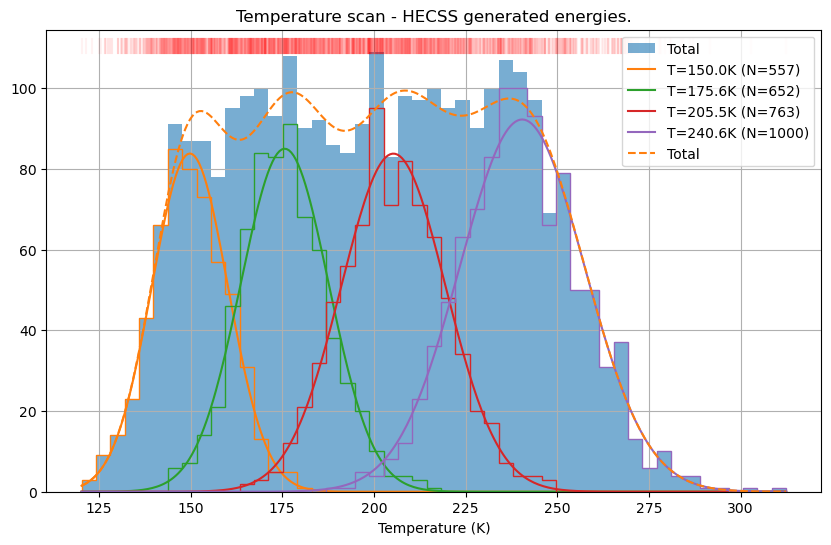 Temperature scan - HECSS generated energies.
Total
T=150.0K (N=557)
T=175.6K (N=652)
T=205.5K (N=763)
T=240.6K (N=1000)
Total
100
80
60
40
20
0
125
150
175
200
225
250
275
300
Temperature (K)